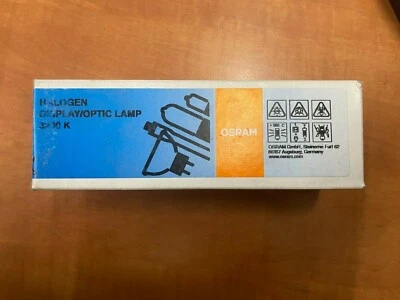 HALOGEN
DISPLAY/OPTIC LAMP
K
OSRAM
OSRAM GmbH, Steinerne Furt 62
86167 Augsburg, Germany
www.osram.com